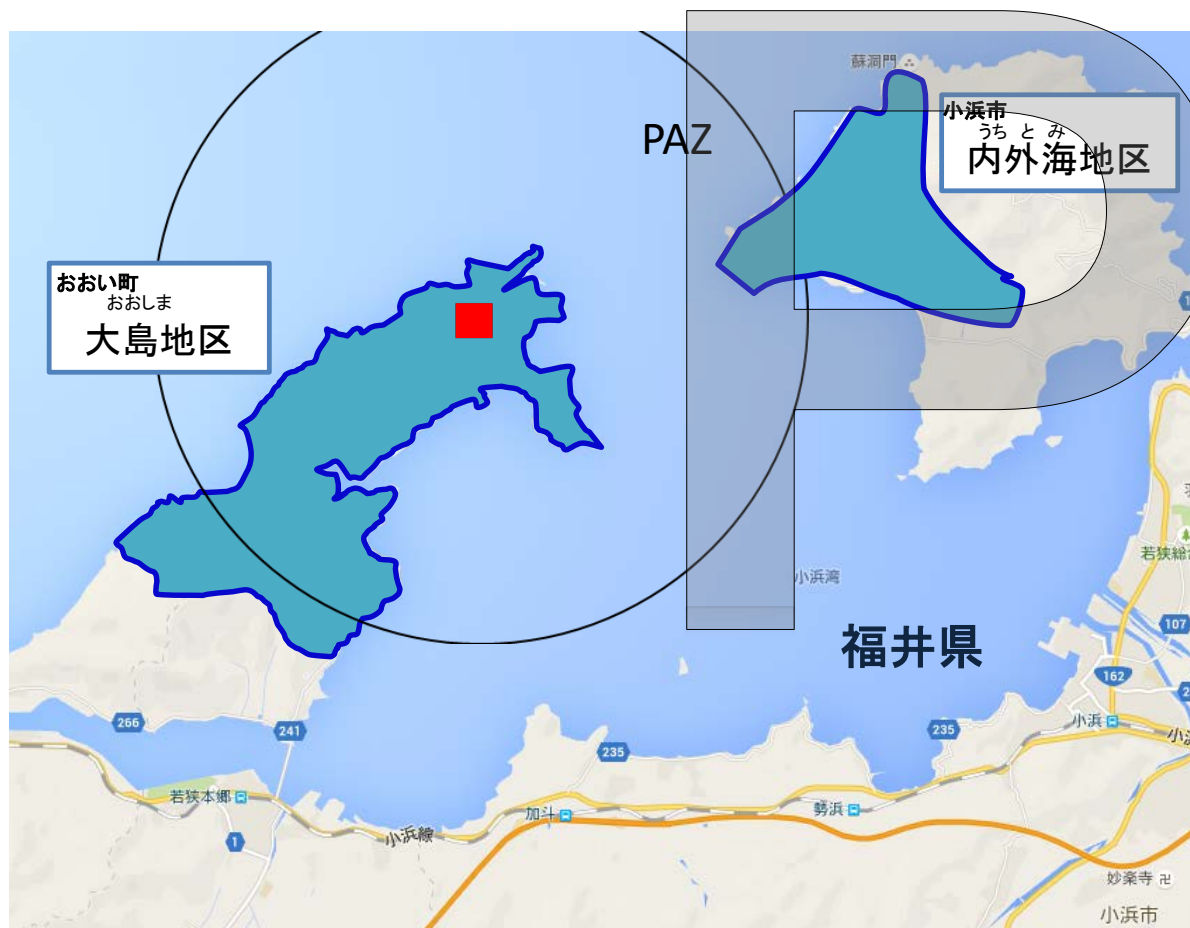 蘇洞門
小浜市
うち と み
内外海地区
PAZ
P
おおい町
おおしま
大島地区
小浜湾
若狭総
福井県
107
162
266
241
235
235
小浜
小浜
若狭本郷
加斗
勢浜
小浜線
1
妙楽寺
小浜市